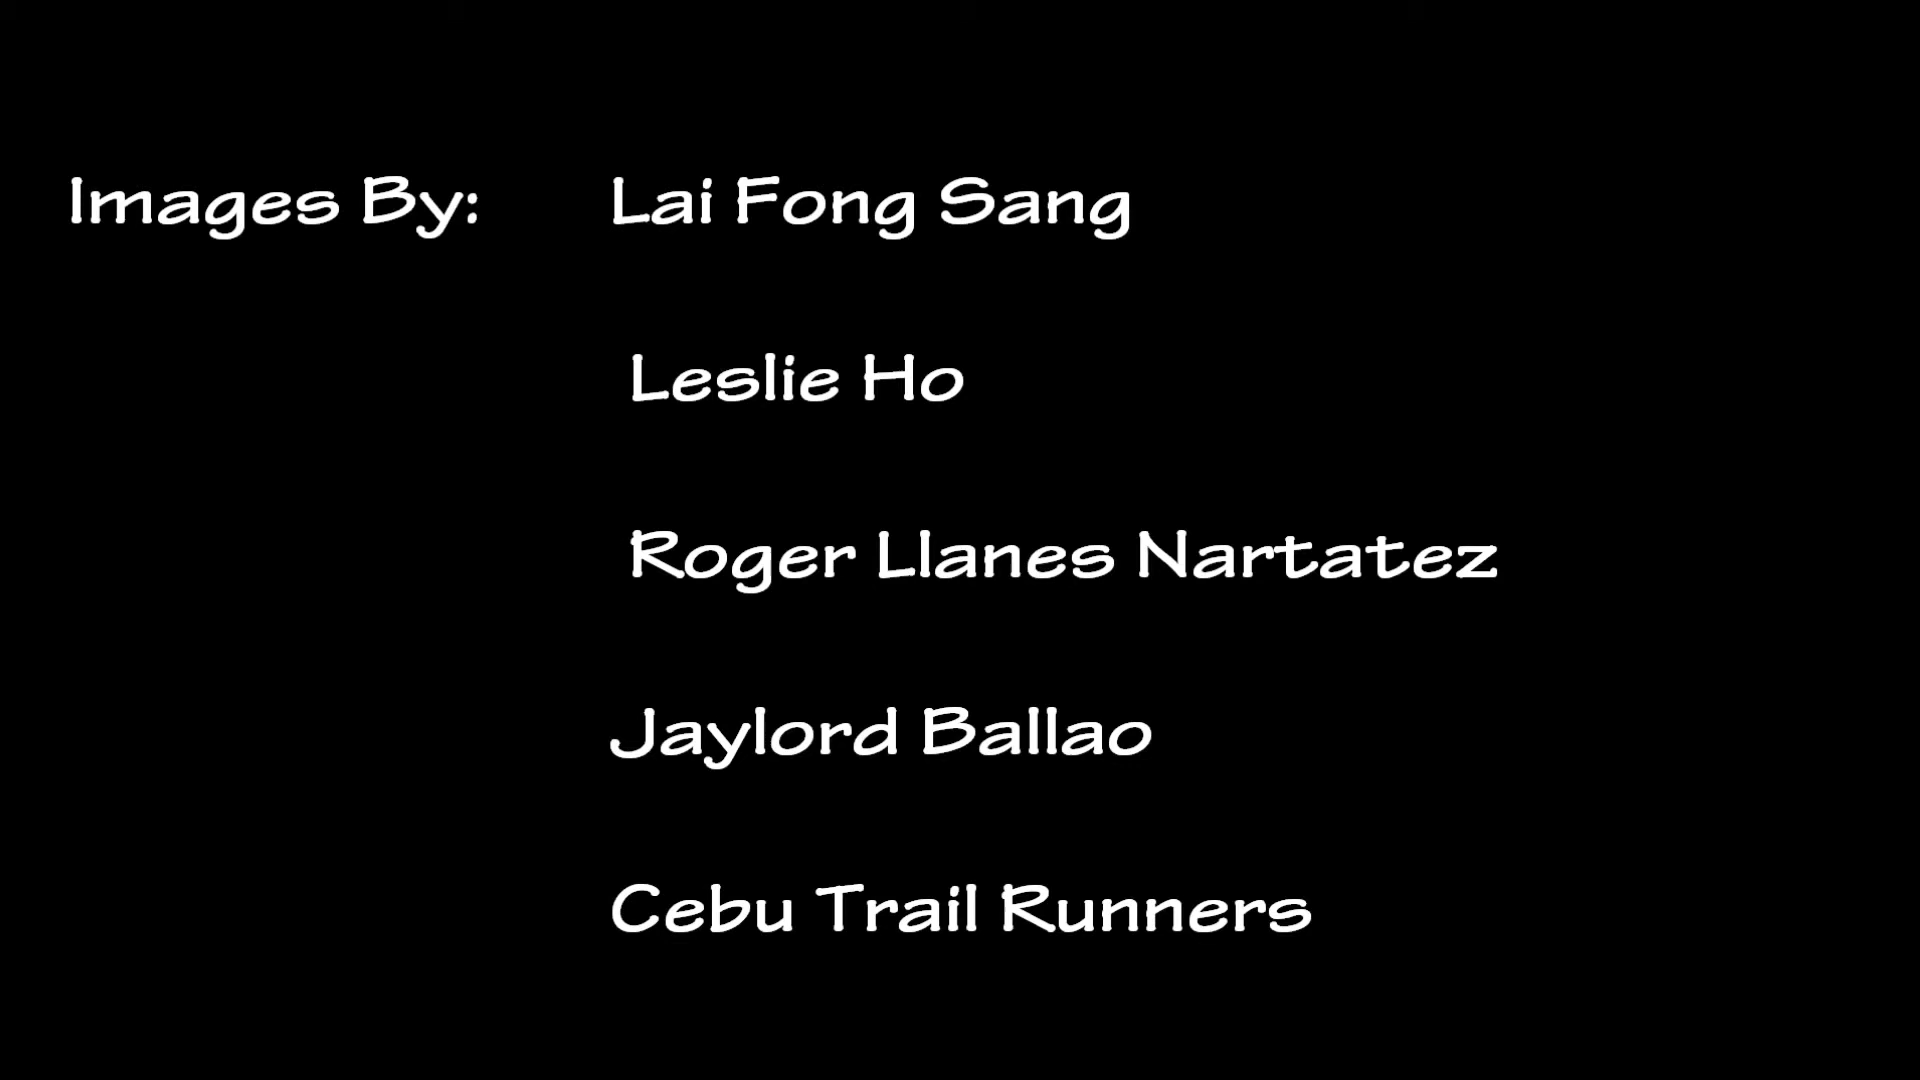 Images By: Lai Fong Sang
Leslie Ho
Roger Llanes Nartatez
Jaylord Ballao
Cebu Trail Runners